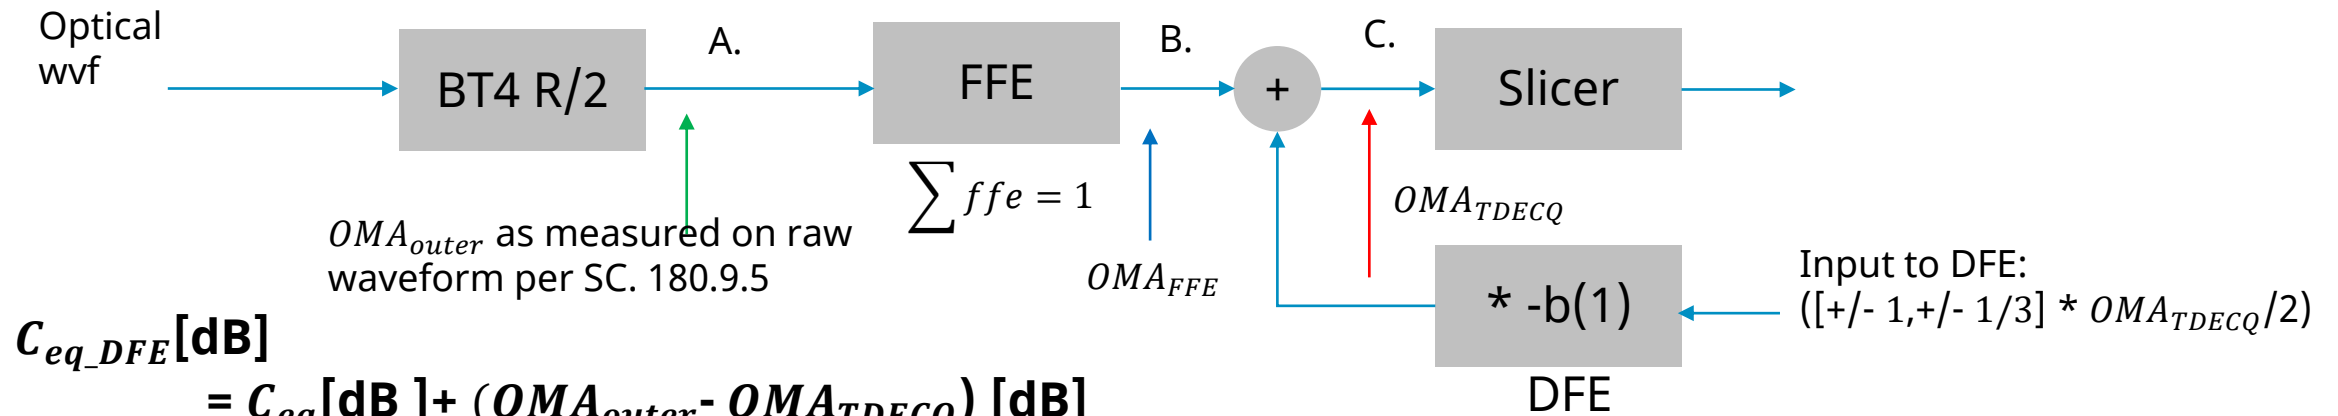 Optical
wvf
A.
B.
C.
BT4 R/2
FFE
+
Slicer
∑ ffe = 1
OMA_TDECQ
OMA_outer as measured on raw
waveform per SC. 180.9.5
OMA_FFE
* -b(1)
Input to DFE:
([+/- 1,+/- 1/3] * OMA_TDECQ/2)
DFE
C_eq_DFE[dB]
= C_eq[dB ]+ (OMA_outer- OMA_TDECQ) [dB]